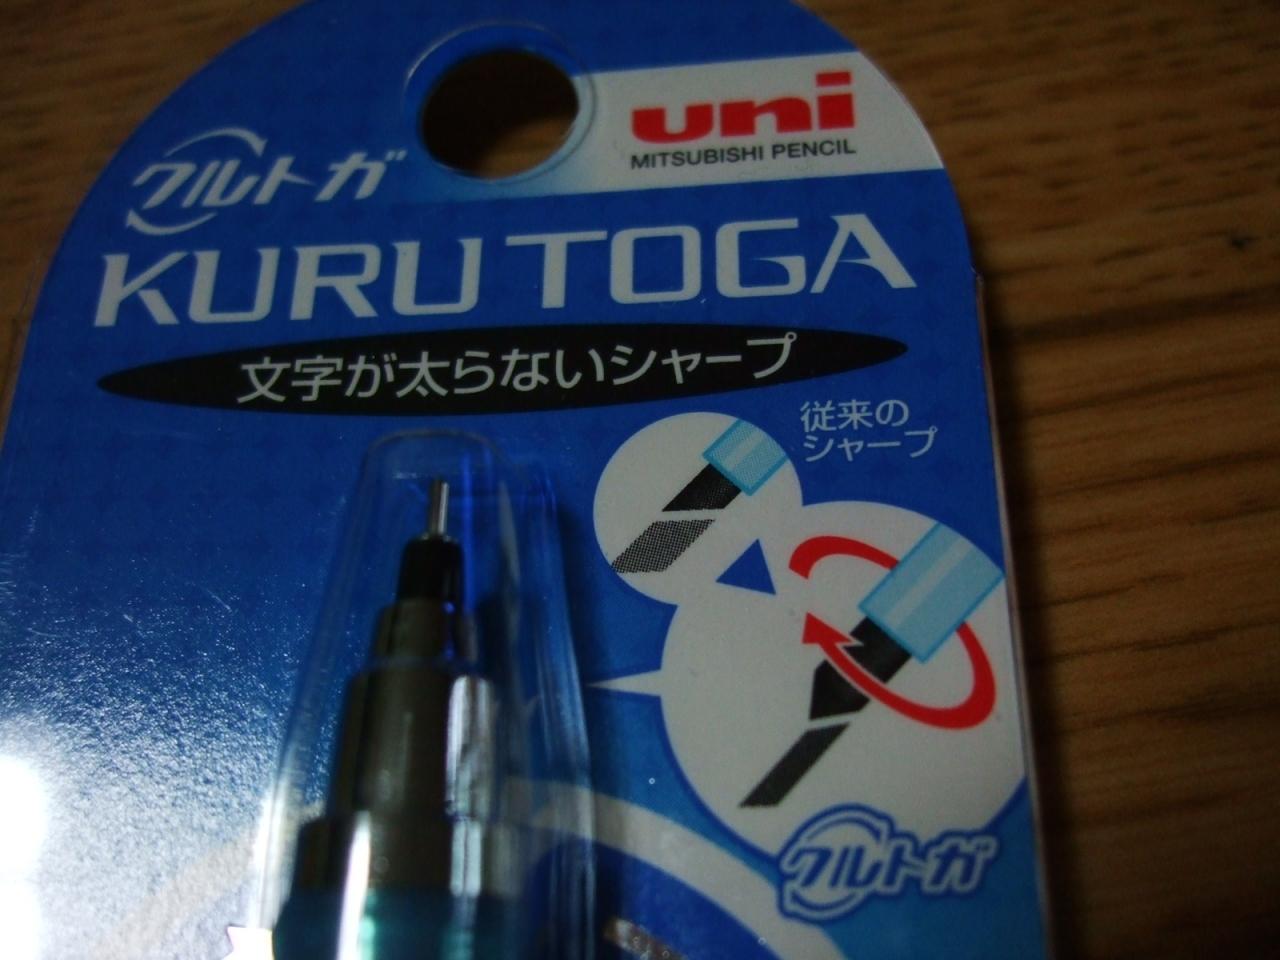 uni
MITSUBISHI PENCIL
クルトガ
KURU TOGA
文字が太らないシャープ
従来の
シャープ
クルトガ